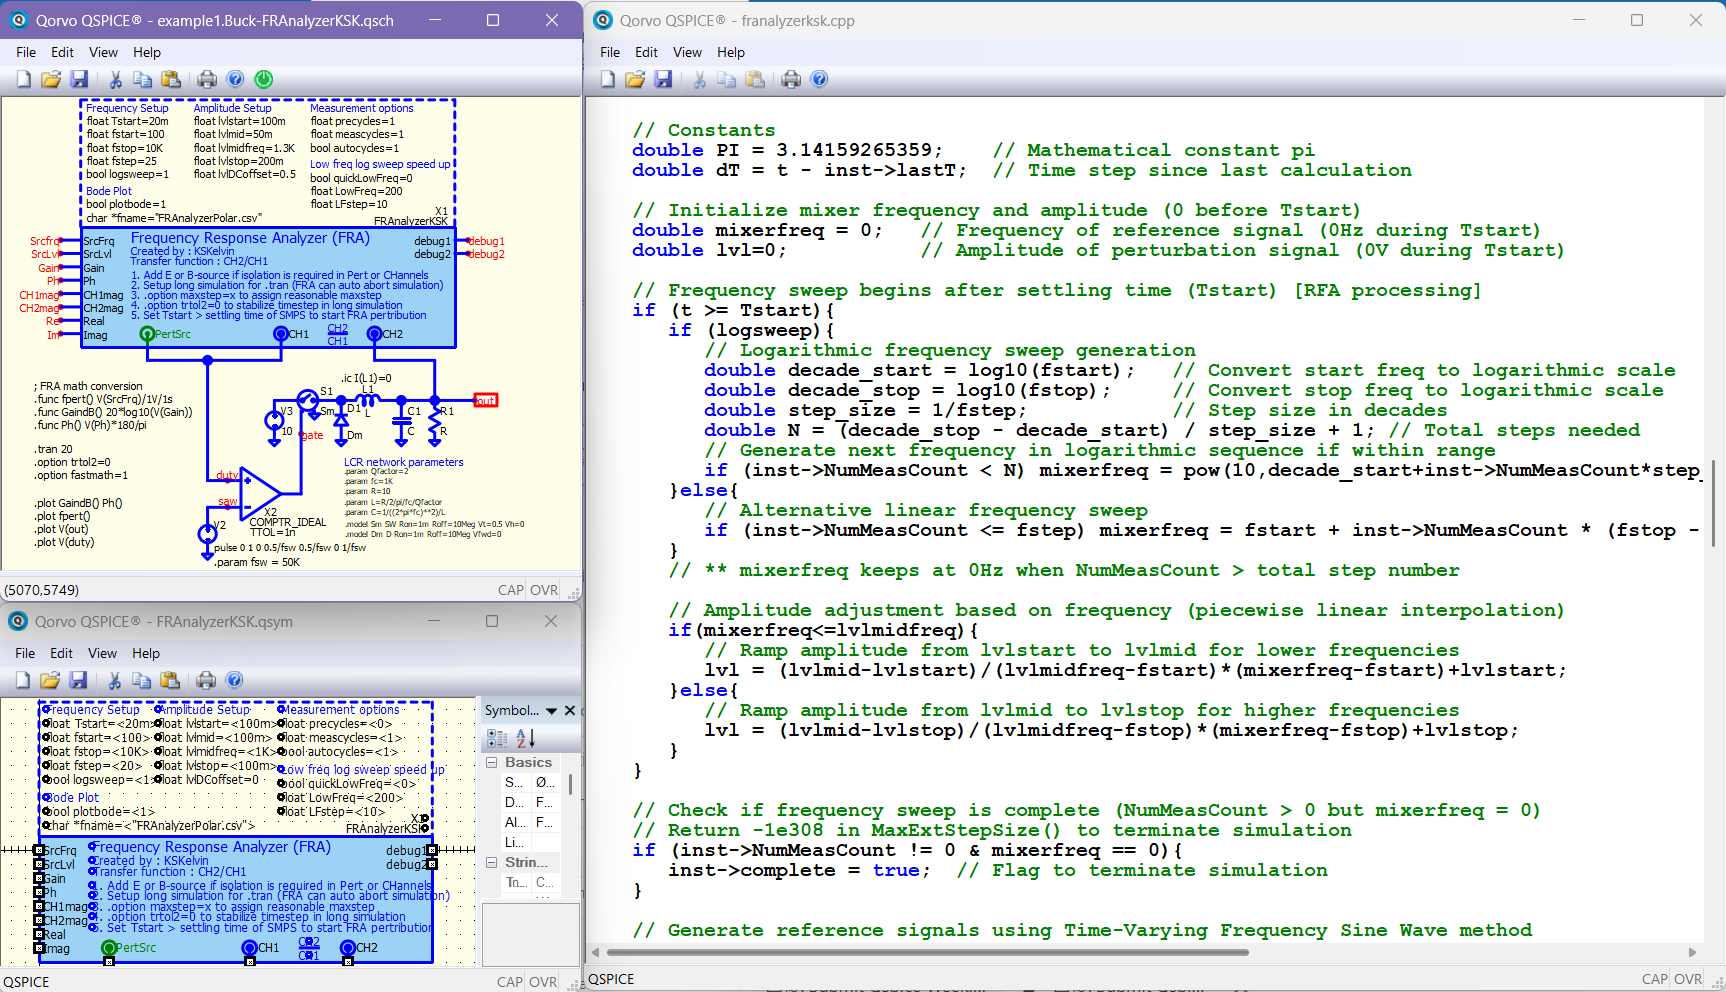 Qorvo QSPICE® - example1.Buck-FRAnalyzerKSK.qsch
File Edit View Help
Frequency Setup
float Tstart=20m
float fstart=100
float fstop=10K
float fstep=25
bool logsweep=1
Bode Plot
bool plotbode=1
char *fname="FRAnalyzerPolar.csv"
Amplitude Setup
float lvlstart=100m
float lvlmid=50m
float lvlmidfreq=1.3K
float lvlstop=200m
float lvlDCoffset=0.5
Measurement options
float precycles=1
float meascycles=1
bool autocycles=1
Low freq log sweep speed up
bool quickLowFreq=0
float LowFreq=200
float LFstep=10
X1
FRAnalyzerKSK
Srcfrq
SrcLvl
Gain
Ph
CH1mag
CH2mag
Re
Im
SrcFrq
SrcLvl
Gain
Ph
CH1mag
CH2mag
Real
Imag
Frequency Response Analyzer (FRA)
Created by : KSKelvin
Transfer function : CH2/CH1
1. Add E or B-source if isolation is required in Pert or CHannels
2. Setup long simulation for .tran (FRA can auto abort simulation)
3. .option maxstep=x to assign reasonable maxstep
4. .option trtol2=0 to stabilize timestep in long simulation
5. Set Tstart > settling time of SMPS to start FRA pertribution
debug1
debug2
debug1
debug2
PertSrc
CH1
CH2
CH1
CH2
; FRA math conversion
.func fpert() V(SrcFrq)/1V/1s
.func GaindB() 20*log10(V(Gain))
.func Ph() V(Ph)*180/pi
.tran 20
.option trtol2=0
.option fastmath=1
.plot GaindB() Ph()
.plot fpert()
.plot V(out)
.plot V(duty)
.ic I(L1)=0
S1
Sm
L1
L
V3
10
D1
Dm
C1
C
R1
R
out
gate
duty
saw
X2
COMPTR_IDEAL
TTOL=1n
V2
pulse 0 1 0 0.5/fsw 0.5/fsw 0 1/fsw
.param fsw = 50K
LCR network parameters
.param Qfactor=2
.param fc=1K
.param R=10
.param L=R/2/pi/fc/Qfactor
.param C=1/((2*pi*fc)**2)/L
.model Sm SW Ron=1m Roff=10Meg Vt=0.5 Vh=0
.model Dm D Ron=1m Roff=10Meg Vfwd=0
(5070,5749)
CAP OVR
Qorvo QSPICE® - FRAnalyzerKSK.qsym
File Edit View Help
Frequency Setup
float Tstart=<20m>
float fstart=<100>
float fstop=<10K>
float fstep=<20>
bool logsweep=<1>
Bode Plot
bool plotbode=<1>
char *fname=<"FRAnalyzerPolar.csv">
Amplitude Setup
float lvlstart=<100m>
float lvlmid=<100m>
float lvlmidfreq=<1K>
float lvlstop=<100m>
float lvlDCoffset=0
Measurement options
float precycles=<0>
float meascycles=<1>
bool autocycles=<1>
Low freq log sweep speed up
bool quickLowFreq=<0>
float LowFreq=<200>
float LFstep=<10>
FRAnalyzerKSK
SrcFrq
SrcLvl
Gain
Ph
CH1mag
CH2mag
Real
Imag
Frequency Response Analyzer (FRA)
Created by : KSKelvin
Transfer function : CH2/CH1
1. Add E or B-source if isolation is required in Pert or CHannels
2. Setup long simulation for .tran (FRA can auto abort simulation)
3. .option maxstep=x to assign reasonable maxstep
4. .option trtol2=0 to stabilize timestep in long simulation
5. Set Tstart > settling time of SMPS to start FRA pertribution
debug1
debug2
PertSrc
CH1
CH2
CH1
CH2
Symbol...
Basics
S... Ø...
D... F...
Al... F...
Li...
Strin...
QSPICE
CAP OVR
Qorvo QSPICE® - franalyzerksk.cpp
File Edit View Help
// Constants
double PI = 3.14159265359; // Mathematical constant pi
double dT = t - inst->lastT; // Time step since last calculation
// Initialize mixer frequency and amplitude (0 before Tstart)
double mixerfreq = 0; // Frequency of reference signal (0Hz during Tstart)
double lvl=0; // Amplitude of perturbation signal (0V during Tstart)
// Frequency sweep begins after settling time (Tstart) [RFA processing]
if (t >= Tstart){
if (logsweep){
// Logarithmic frequency sweep generation
double decade_start = log10(fstart); // Convert start freq to logarithmic scale
double decade_stop = log10(fstop); // Convert stop freq to logarithmic scale
double step_size = 1/fstep; // Step size in decades
double N = (decade_stop - decade_start) / step_size + 1; // Total steps needed
// Generate next frequency in logarithmic sequence if within range
if (inst->NumMeasCount < N) mixerfreq = pow(10,decade_start+inst->NumMeasCount*step_
}else{
// Alternative linear frequency sweep
if (inst->NumMeasCount <= fstep) mixerfreq = fstart + inst->NumMeasCount * (fstop -
}
// ** mixerfreq keeps at 0Hz when NumMeasCount > total step number
// Amplitude adjustment based on frequency (piecewise linear interpolation)
if(mixerfreq<=lvlmidfreq){
// Ramp amplitude from lvlstart to lvlmid for lower frequencies
lvl = (lvlmid-lvlstart)/(lvlmidfreq-fstart)*(mixerfreq-fstart)+lvlstart;
}else{
// Ramp amplitude from lvlmid to lvlstop for higher frequencies
lvl = (lvlmid-lvlstop)/(lvlmidfreq-fstop)*(mixerfreq-fstop)+lvlstop;
}
}
// Check if frequency sweep is complete (NumMeasCount > 0 but mixerfreq = 0)
// Return -1e308 in MaxExtStepSize() to terminate simulation
if (inst->NumMeasCount != 0 & mixerfreq == 0){
inst->complete = true; // Flag to terminate simulation
}
// Generate reference signals using Time-Varying Frequency Sine Wave method
QSPICE
CAP OVR